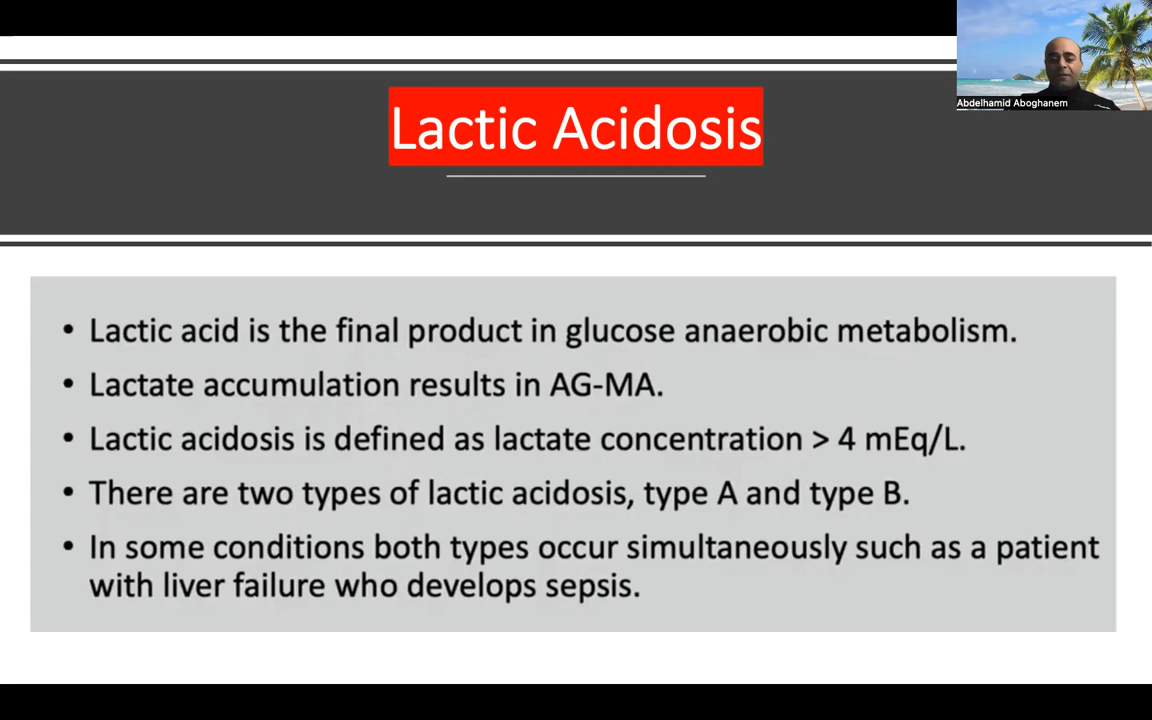 Abdelhamid Aboghanem
Lactic Acidosis
• Lactic acid is the final product in glucose anaerobic metabolism.
• Lactate accumulation results in AG-MA.
• Lactic acidosis is defined as lactate concentration > 4 mEq/L.
• There are two types of lactic acidosis, type A and type B.
• In some conditions both types occur simultaneously such as a patient
with liver failure who develops sepsis.